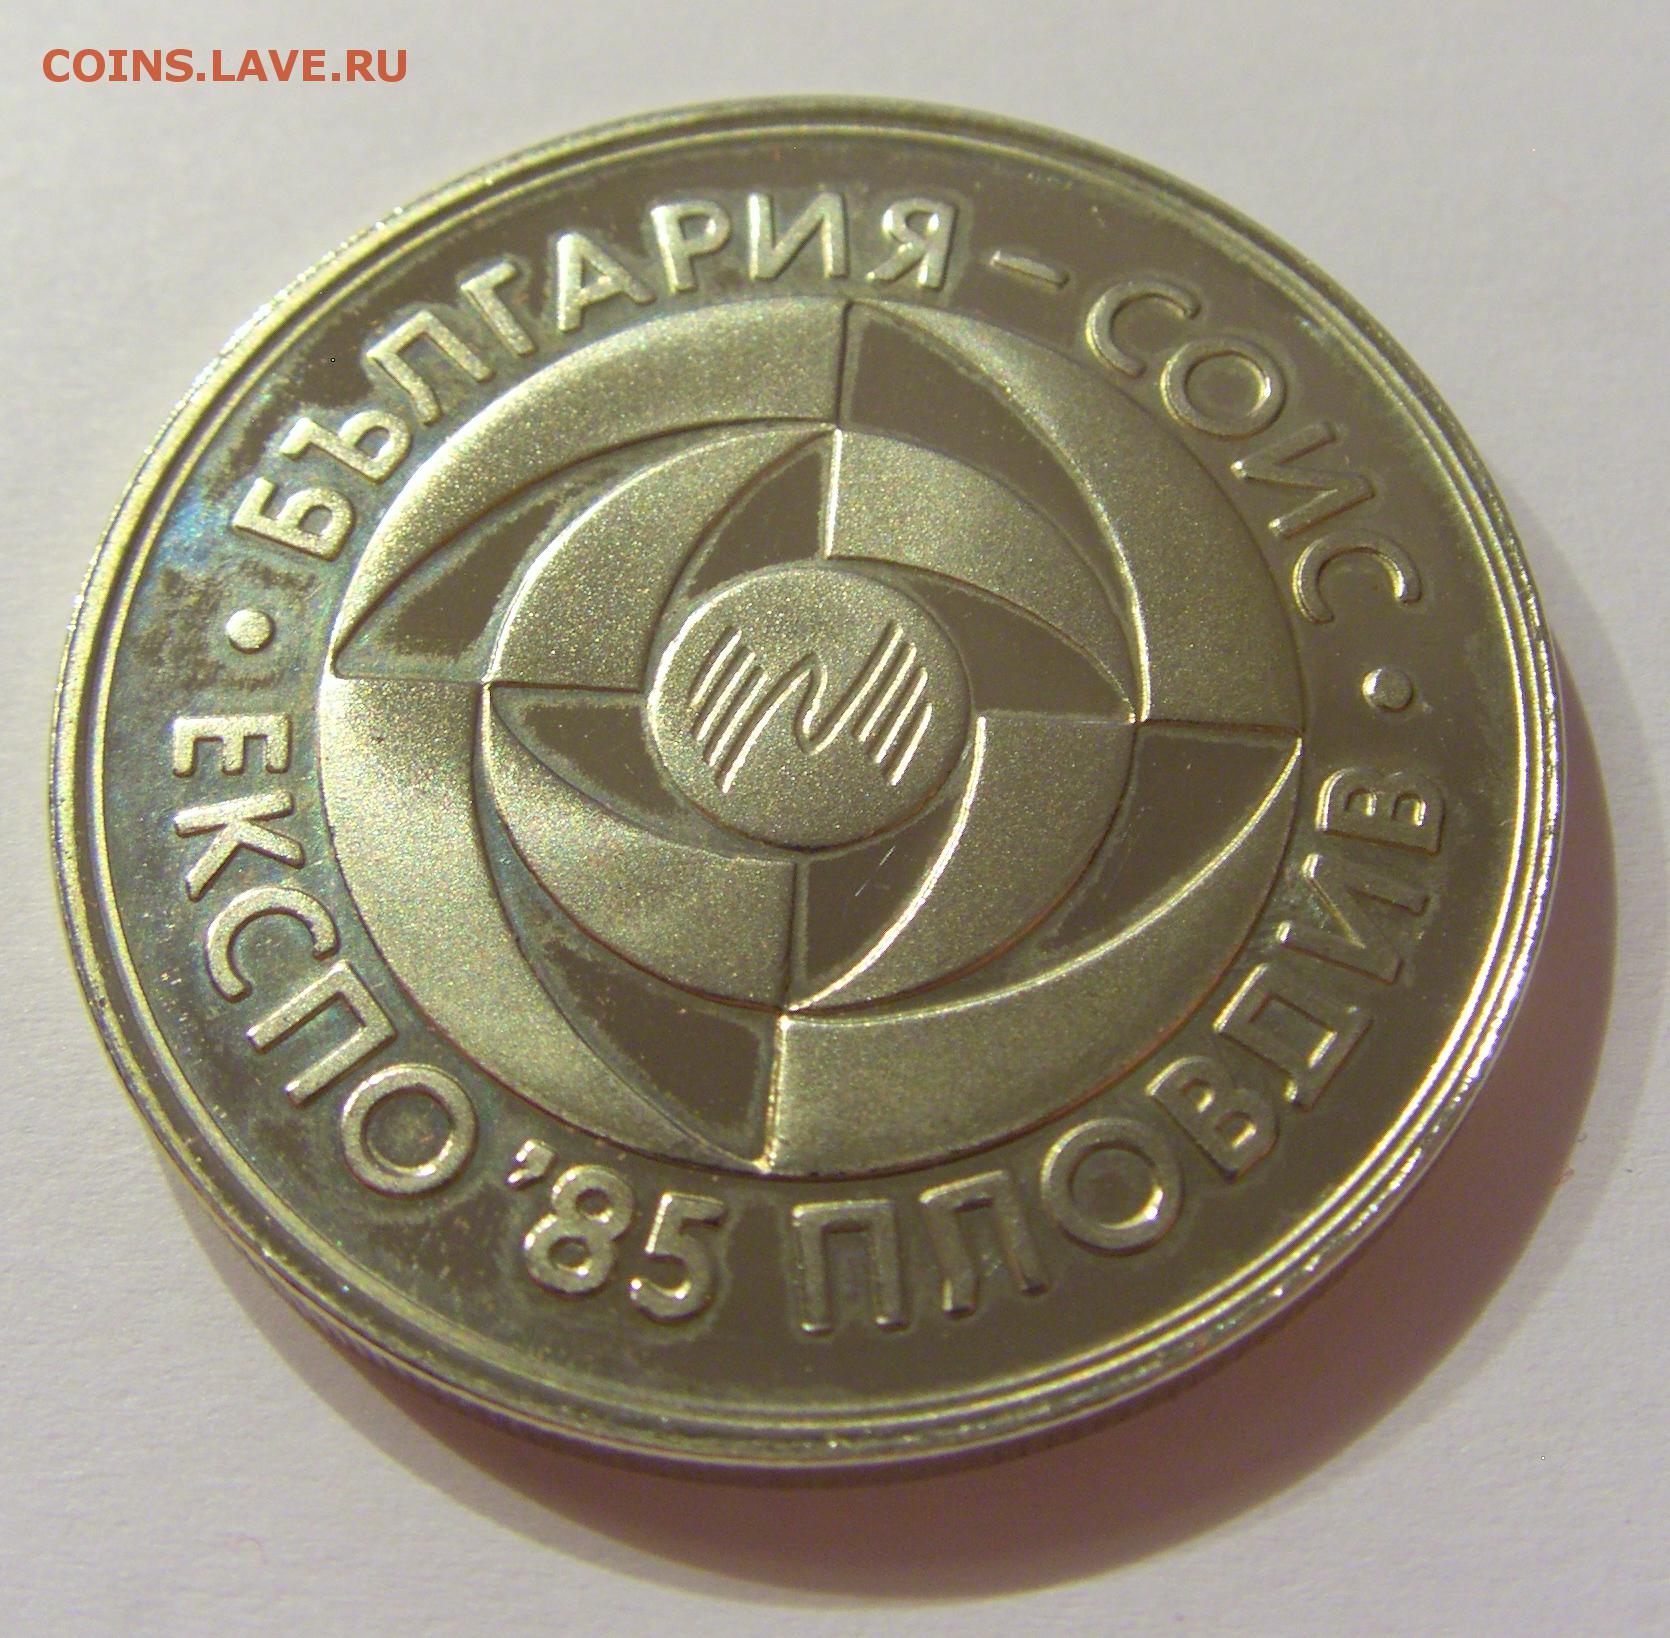 COINS.LAVE.RU
• БЪЛГАРИЯ – СОИС •
ЕКСПО '85 ПЛОВДИВ